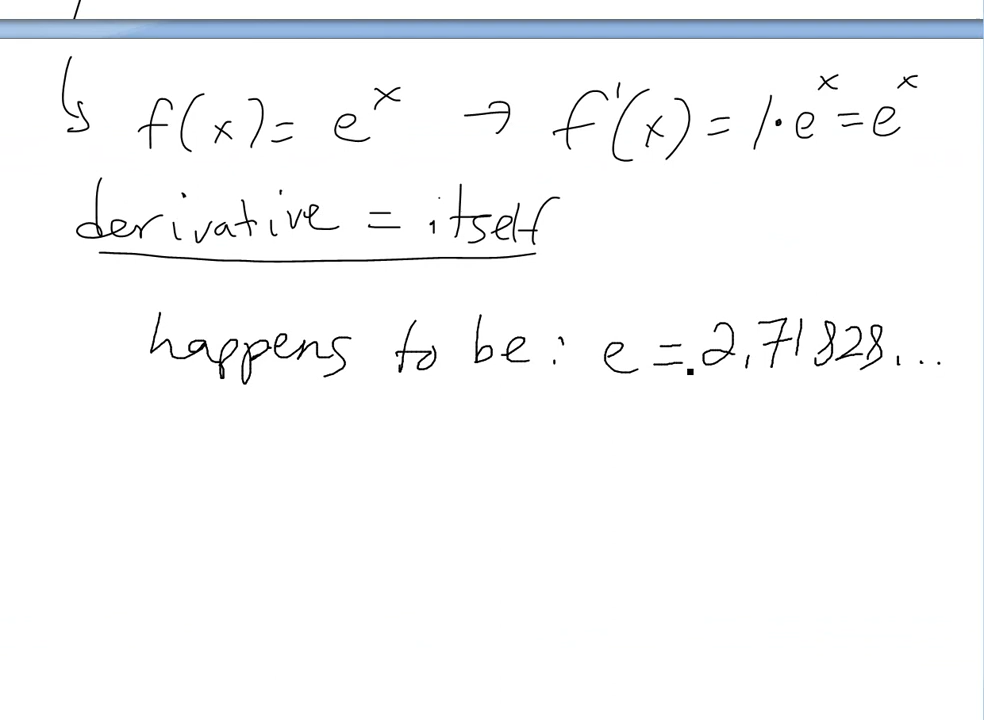 ↳ f(x) = e^x → f'(x) = 1·e^x = e^x
derivative = itself
happens to be: e = 2,71828...